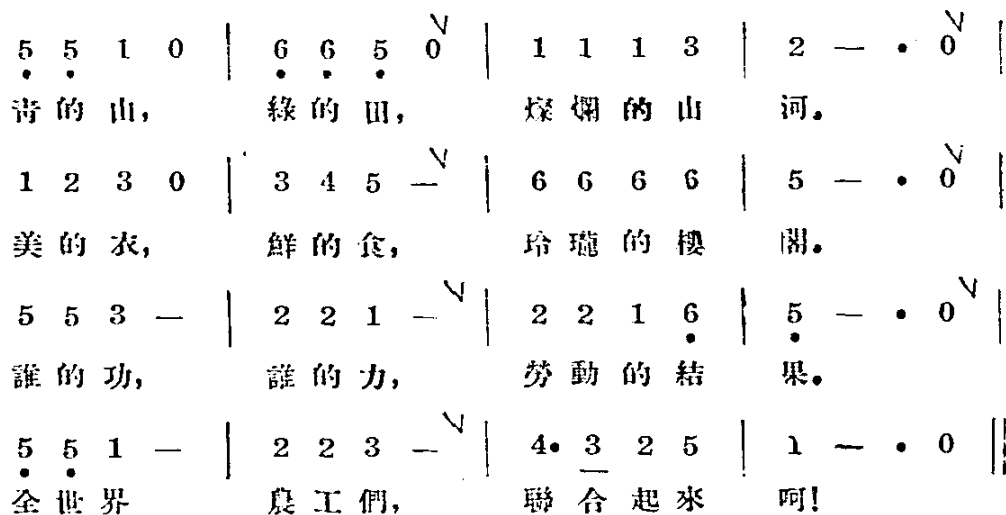 5̣ 5̣ 1 0 | 6̣ 6̣ 5̣ 0 V | 1 1 1 3 | 2 — · 0 V |
青的山， 綠的田， 燦爛的山 河。
1 2 3 0 | 3 4 5 — V | 6 6 6 6 | 5 — · 0 V |
美的衣， 鮮的食， 玲瓏的樓 閣。
5 5 3 — | 2 2 1 — V | 2 2 1 6̣ | 5̣ — · 0 V |
誰的功， 誰的力， 勞動的結 果。
5̣ 5̣ 1 — | 2 2 3 — V | 4· 3̲ 2 5 | 1 — · 0 ‖
全世界 農工們， 聯合起來 呵！